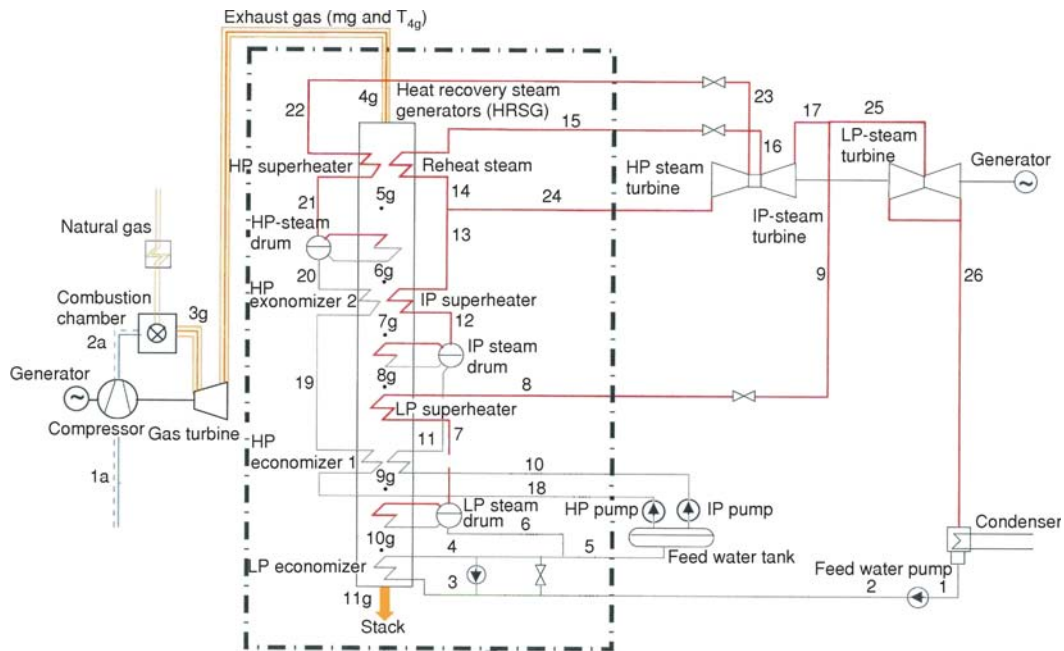 Exhaust gas (mg and T4g)
4g
Heat recovery steam
generators (HRSG)
22
23
17
25
15
16
LP-steam
turbine
HP superheater
Reheat steam
HP steam
turbine
Generator
5g
14
24
21
IP-steam
turbine
Natural gas
HP-steam
drum
13
9
26
6g
20
HP
exonomizer 2
IP superheater
Combustion
chamber
3g
7g
12
2a
IP steam
drum
Generator
19
8g
8
Compressor
Gas turbine
LP superheater
11
7
HP
economizer 1
10
1a
9g
18
LP steam
drum
HP pump
IP pump
6
Condenser
10g
4
5
Feed water tank
LP economizer
3
Feed water pump
2
1
11g
Stack